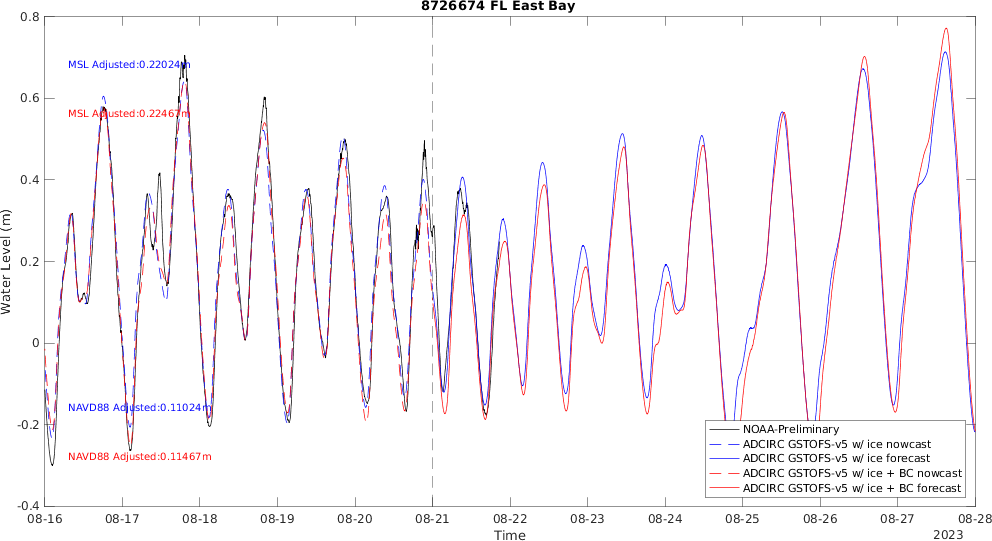 8726674 FL East Bay
0.8
0.6
0.4
0.2
0
-0.2
-0.4
Water Level (m)
MSL Adjusted:0.22024m
MSL Adjusted:0.22467m
NAVD88 Adjusted:0.11024m
NAVD88 Adjusted:0.11467m
NOAA-Preliminary
ADCIRC GSTOFS-v5 w/ ice nowcast
ADCIRC GSTOFS-v5 w/ ice forecast
ADCIRC GSTOFS-v5 w/ ice + BC nowcast
ADCIRC GSTOFS-v5 w/ ice + BC forecast
08-16 08-17 08-18 08-19 08-20 08-21 08-22 08-23 08-24 08-25 08-26 08-27 08-28
Time
2023